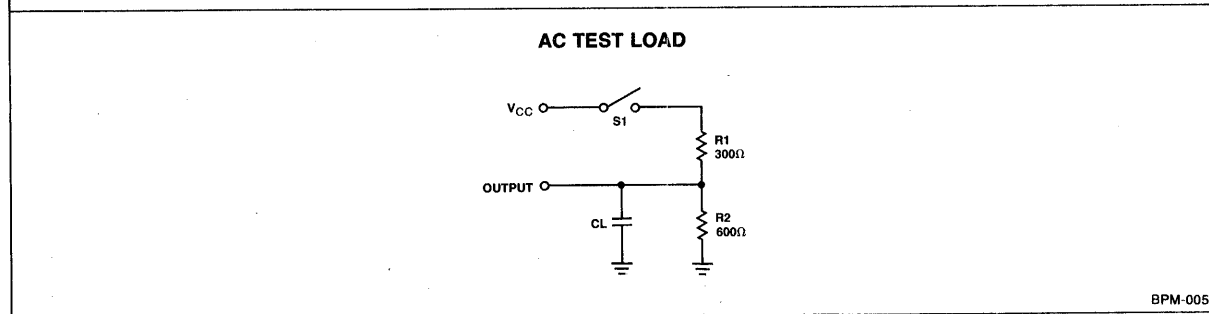 AC TEST LOAD
VCC
S1
R1
300Ω
OUTPUT
CL
R2
600Ω
BPM-005